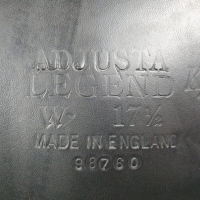 ADJUSTA
LEGEND
W 17½
MADE IN ENGLAND
98760